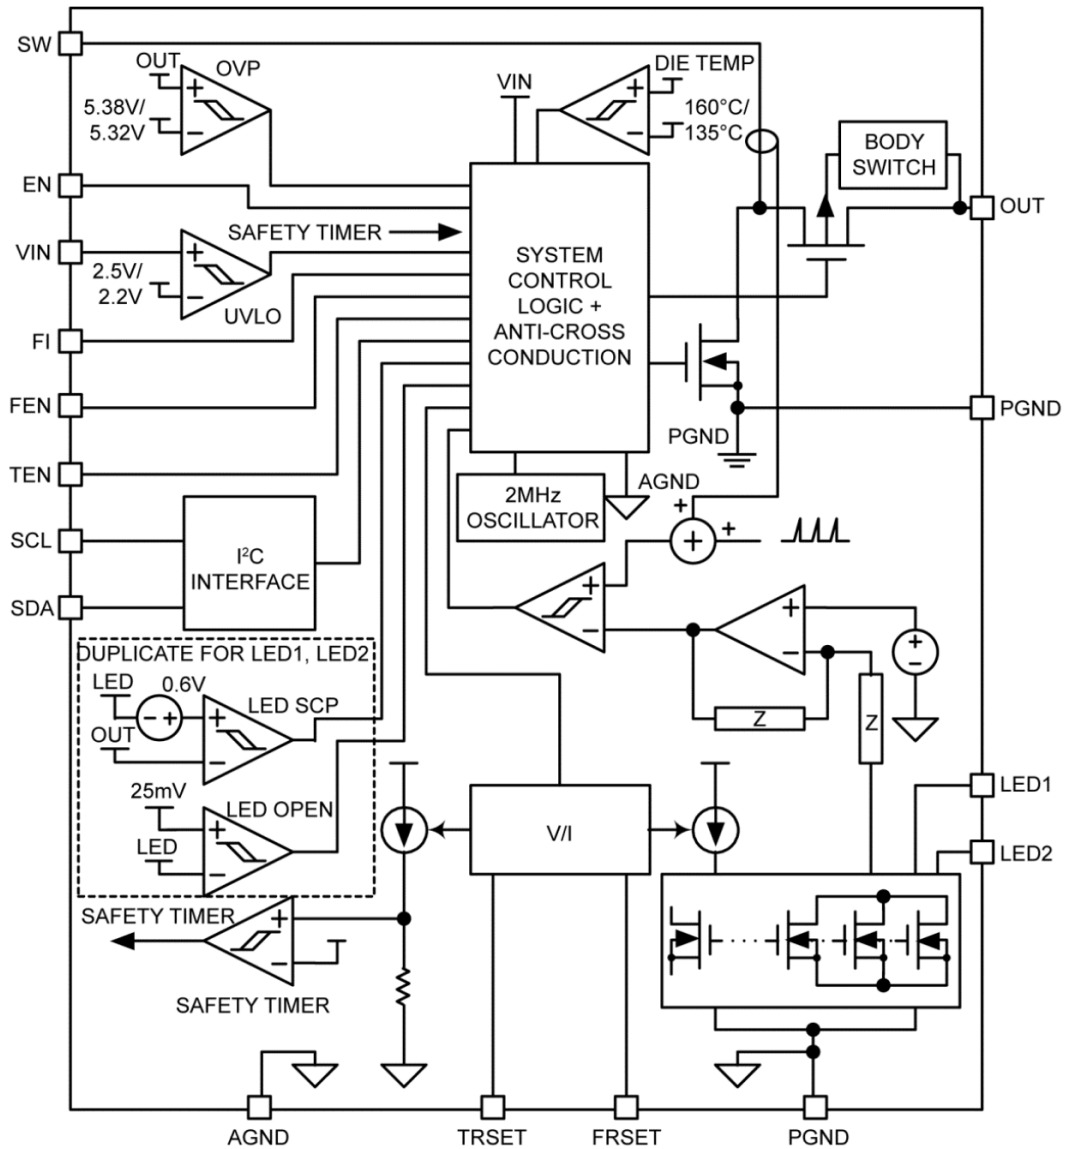 SW
OUT
OVP
5.38V/
5.32V
+
−
VIN
DIE TEMP
+
−
160°C/
135°C
BODY
SWITCH
EN
OUT
SAFETY TIMER
VIN
+
−
2.5V/
2.2V
UVLO
SYSTEM
CONTROL
LOGIC +
ANTI-CROSS
CONDUCTION
FI
FEN
PGND
PGND
TEN
AGND
2MHz
OSCILLATOR
+
+
+
SCL
I²C
INTERFACE
SDA
+
−
+
−
+
−
DUPLICATE FOR LED1, LED2
LED
0.6V
− +
LED SCP
OUT
+
−
Z
Z
25mV
LED OPEN
LED
+
−
V/I
LED1
LED2
SAFETY TIMER
+
−
SAFETY TIMER
AGND
TRSET
FRSET
PGND